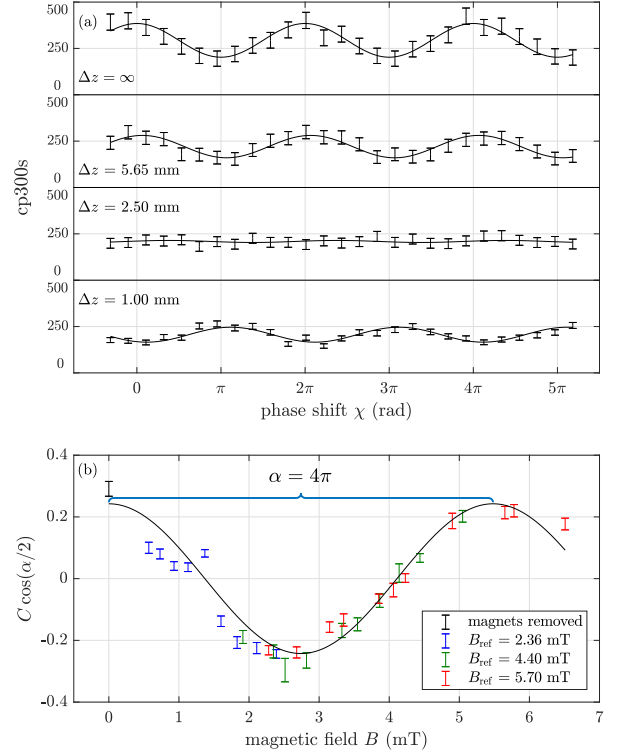 (a)
500
250
0
Δz = ∞
500
250
0
Δz = 5.65 mm
500
250
0
Δz = 2.50 mm
500
250
0
Δz = 1.00 mm
cp300s
0 π 2π 3π 4π 5π
phase shift χ (rad)
(b)
α = 4π
0.4
0.2
0
-0.2
-0.4
C cos(α/2)
magnets removed
B_ref = 2.36 mT
B_ref = 4.40 mT
B_ref = 5.70 mT
0 1 2 3 4 5 6 7
magnetic field B (mT)